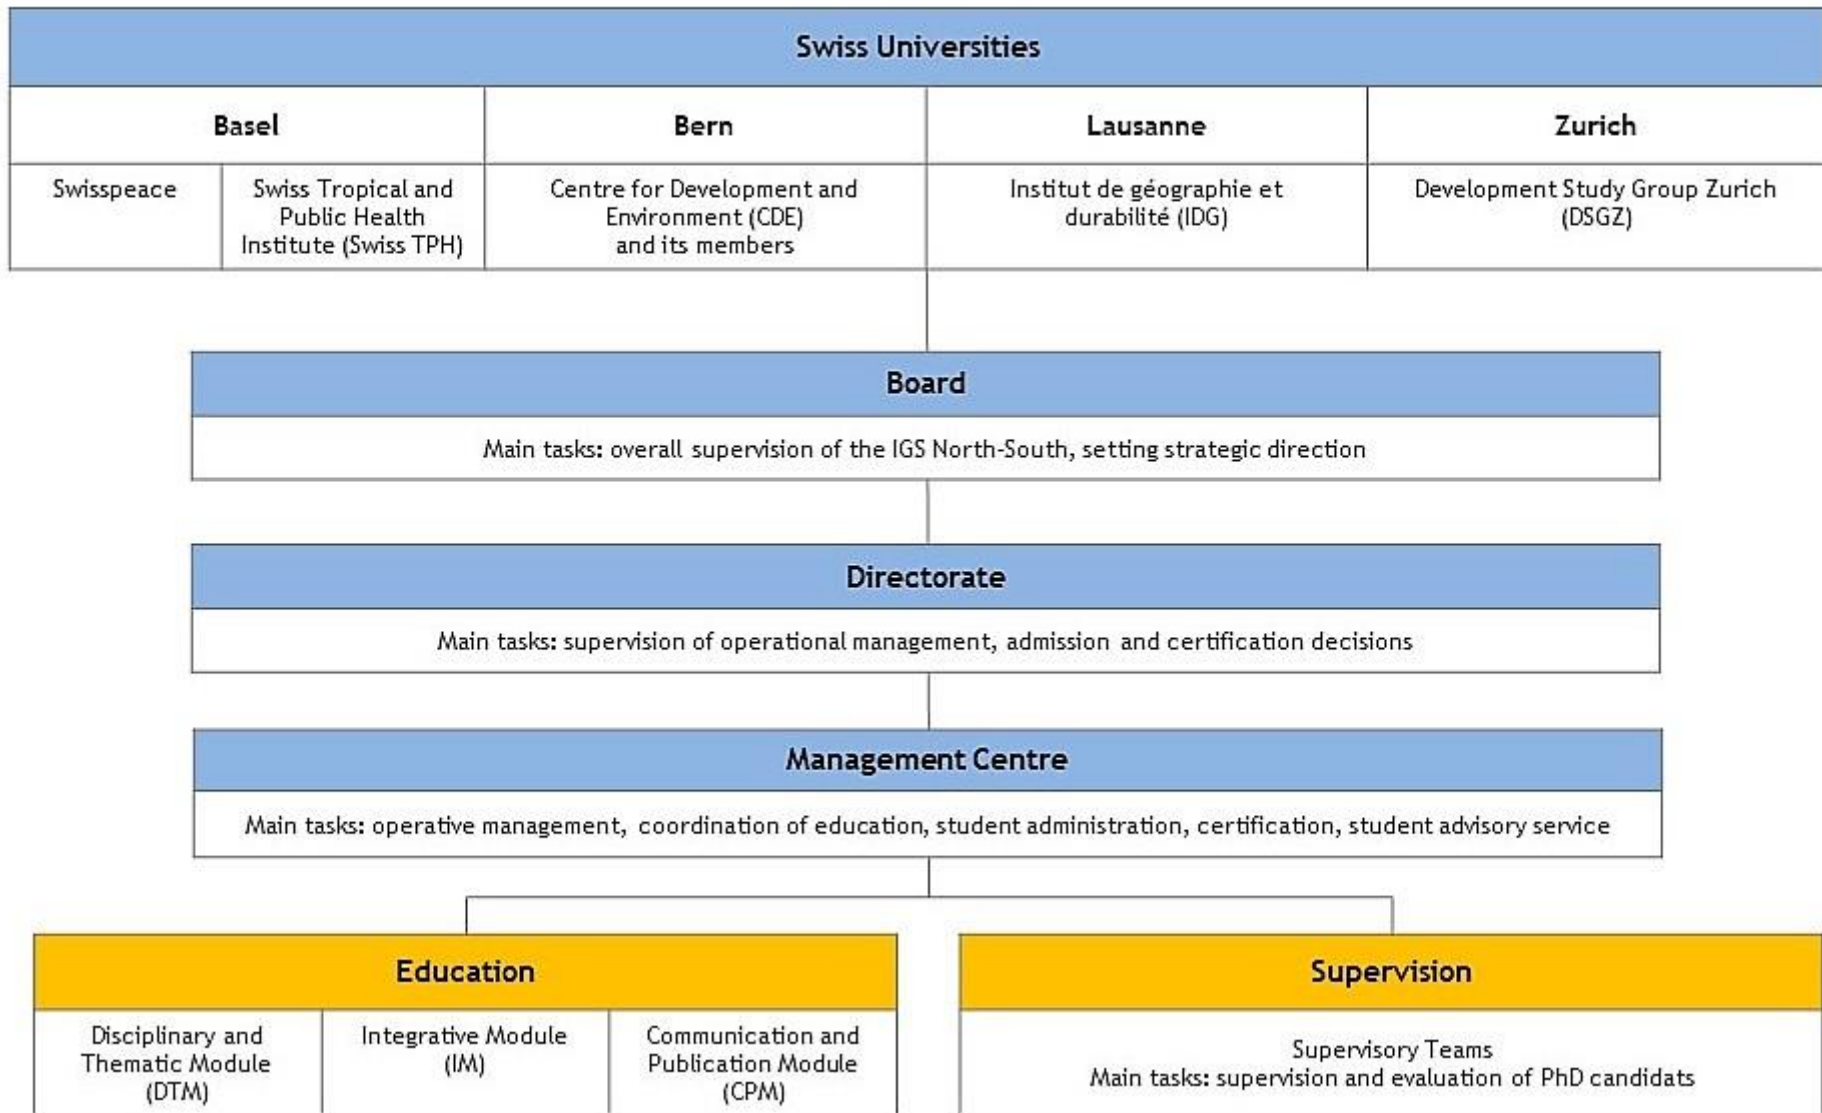 Swiss Universities
Basel
Bern
Lausanne
Zurich
Swisspeace
Swiss Tropical and
Public Health
Institute (Swiss TPH)
Centre for Development and
Environment (CDE)
and its members
Institut de géographie et
durabilité (IDG)
Development Study Group Zurich
(DSGZ)
Board
Main tasks: overall supervision of the IGS North-South, setting strategic direction
Directorate
Main tasks: supervision of operational management, admission and certification decisions
Management Centre
Main tasks: operative management, coordination of education, student administration, certification, student advisory service
Education
Disciplinary and
Thematic Module
(DTM)
Integrative Module
(IM)
Communication and
Publication Module
(CPM)
Supervision
Supervisory Teams
Main tasks: supervision and evaluation of PhD candidats